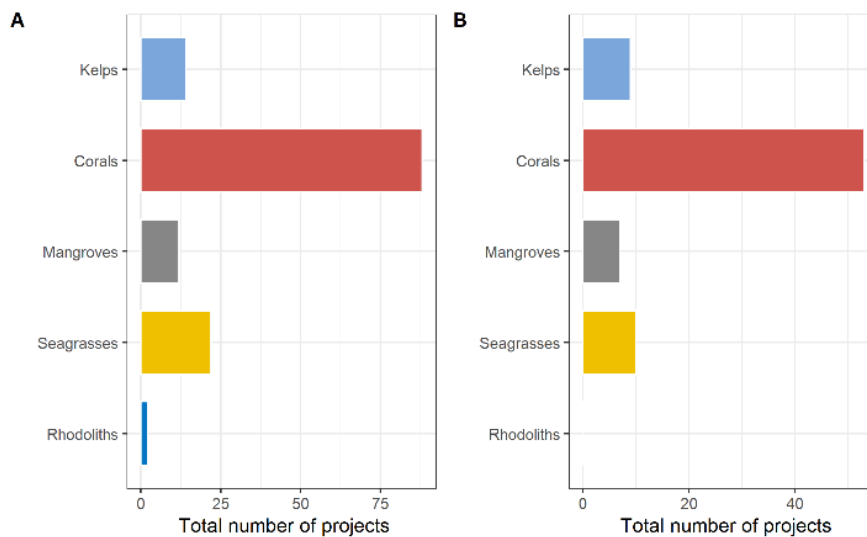 A
Kelps
Corals
Mangroves
Seagrasses
Rhodoliths
0 25 50 75
Total number of projects
B
Kelps
Corals
Mangroves
Seagrasses
Rhodoliths
0 20 40
Total number of projects